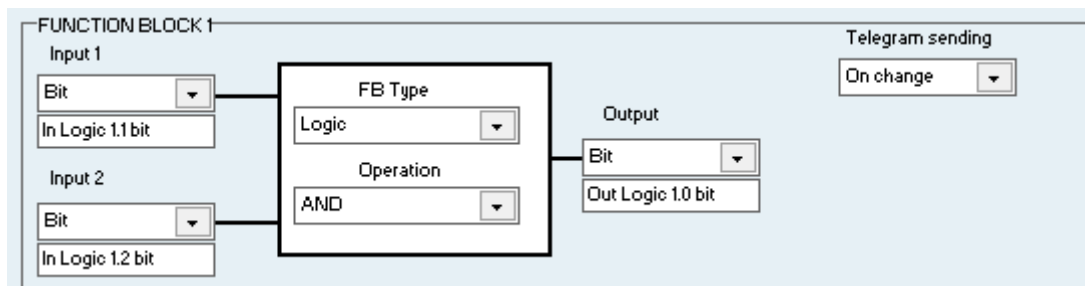 FUNCTION BLOCK 1
Input 1
Bit
In Logic 1.1 bit
Input 2
Bit
In Logic 1.2 bit
FB Type
Logic
Operation
AND
Output
Bit
Out Logic 1.0 bit
Telegram sending
On change